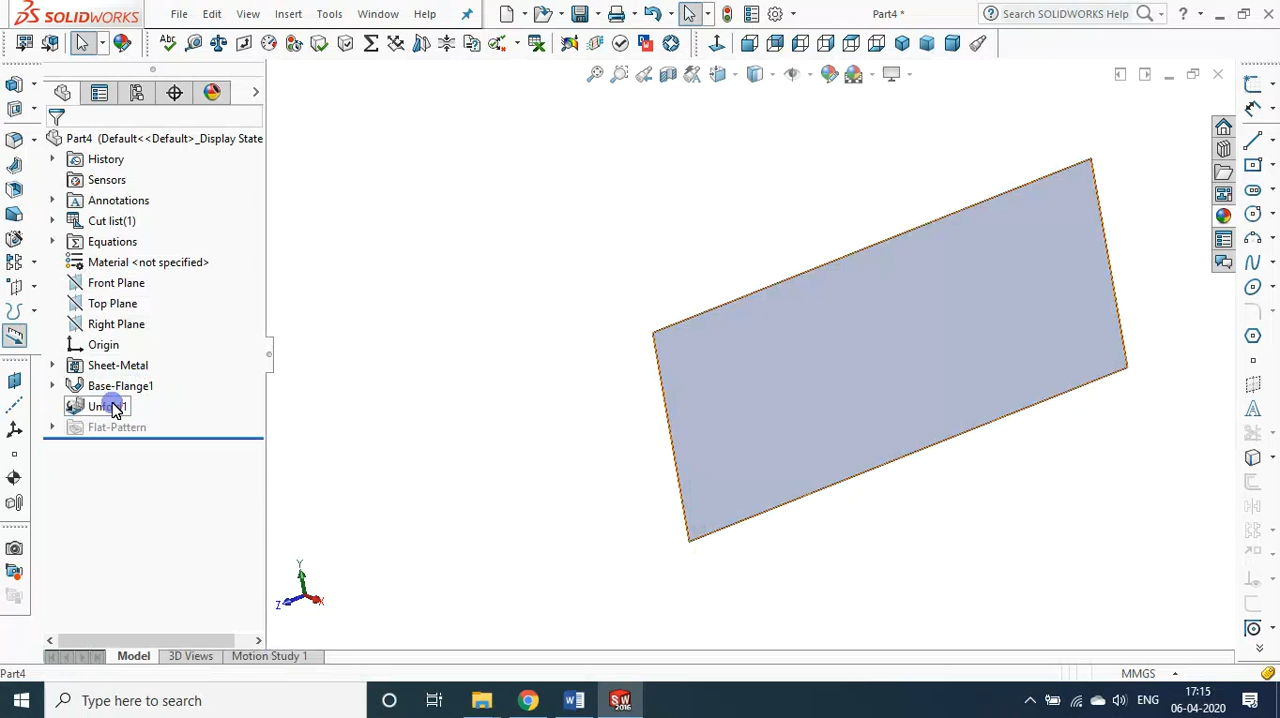 SOLIDWORKS
File Edit View Insert Tools Window Help
Part4 *
Search SOLIDWORKS Help
?
Part4 (Default<<Default>_Display State
History
Sensors
Annotations
Cut list(1)
Equations
Material <not specified>
Front Plane
Top Plane
Right Plane
Origin
Sheet-Metal
Base-Flange1
Flat-Pattern
Y
Z X
Model 3D Views Motion Study 1
Part4
MMGS
Type here to search
ENG
17:15
06-04-2020